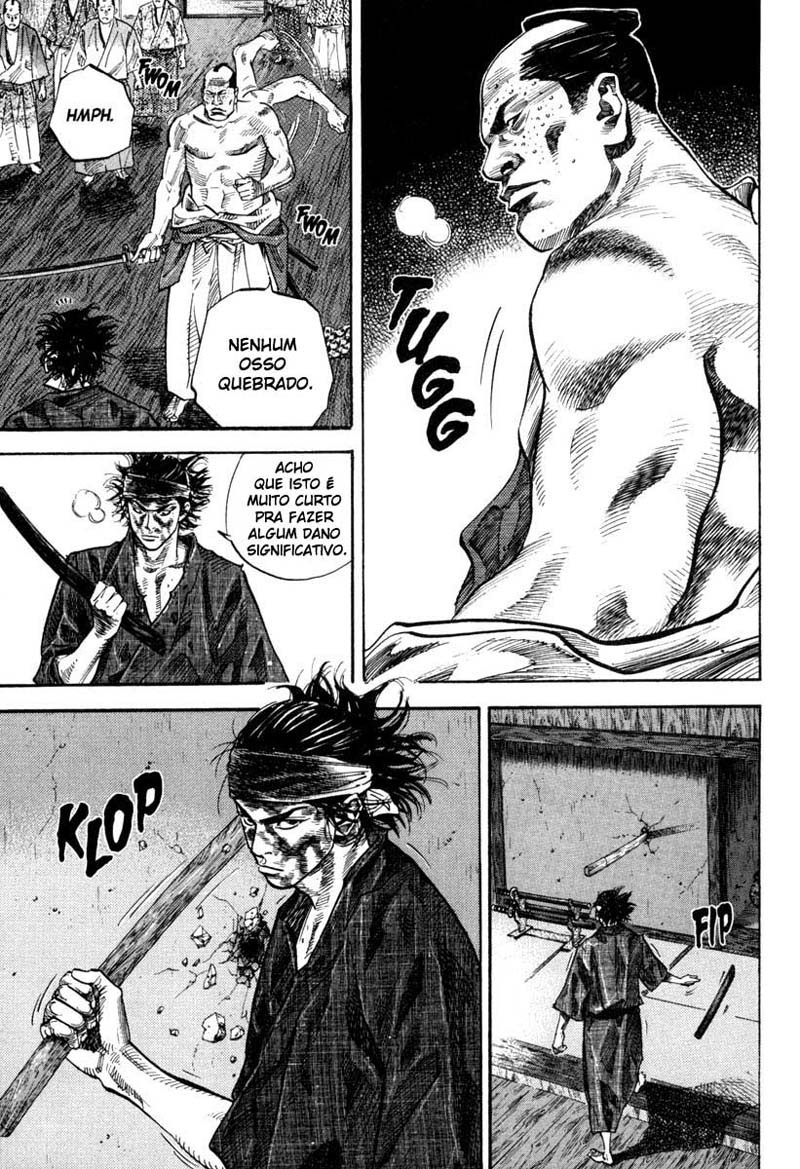 TUGG
FWOM
HMPH.
FWOM
NENHUM
OSSO
QUEBRADO.
ACHO
QUE ISTO É
MUITO CURTO
PRA FAZER
ALGUM DANO
SIGNIFICATIVO.
FIP
KLOP